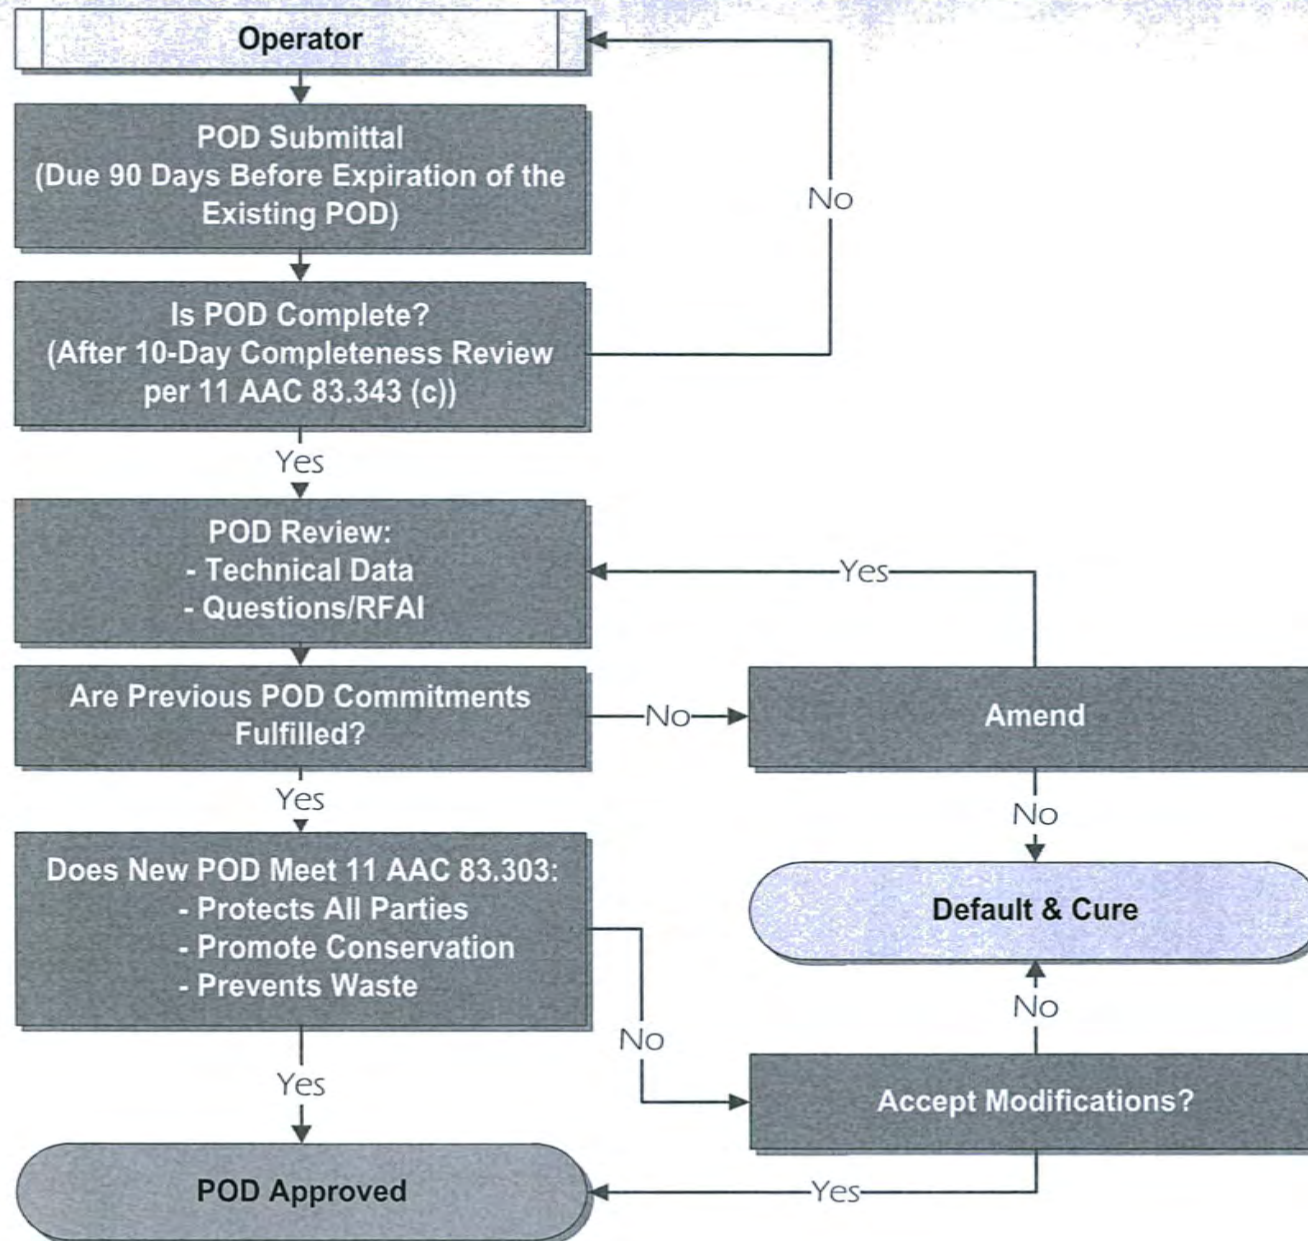 Operator
POD Submittal
(Due 90 Days Before Expiration of the
Existing POD)
No
Is POD Complete?
(After 10-Day Completeness Review
per 11 AAC 83.343 (c))
Yes
POD Review:
- Technical Data
- Questions/RFAI
Yes
Are Previous POD Commitments
Fulfilled?
No
Amend
Yes
No
Does New POD Meet 11 AAC 83.303:
- Protects All Parties
- Promote Conservation
- Prevents Waste
Default & Cure
No
No
Yes
Accept Modifications?
POD Approved
Yes